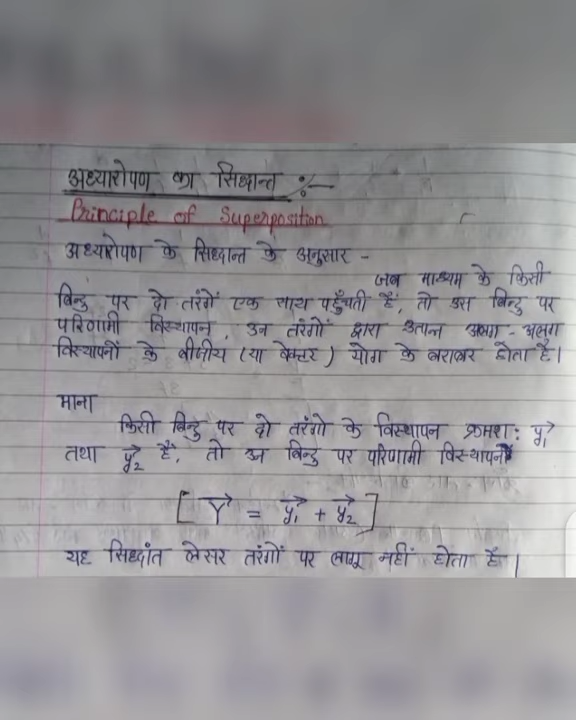 अध्यारोपण का सिध्धान्त :-
Principle of Superposition
अध्यारोपण के सिध्धान्त के अनुसार -
जब माध्यम के किसी
बिन्दु पर दो तरंगें एक साथ पहुँचती हैं, तो उस बिन्दु पर
परिणामी विस्थापन, उन तरंगों द्वारा उत्पन्न अलग-अलग
विस्थापनों के बीजीय (या वेक्टर) योग के बराबर होता है।
माना
किसी बिन्दु पर दो तरंगो के विस्थापन क्रमशः y₁→
तथा y₂→ हैं, तो उन बिन्दु पर परिणामी विस्थापन
[ Y→ = y₁→ + y₂→ ]
यह सिध्दांत लेसर तरंगों पर लागू नहीं होता है।